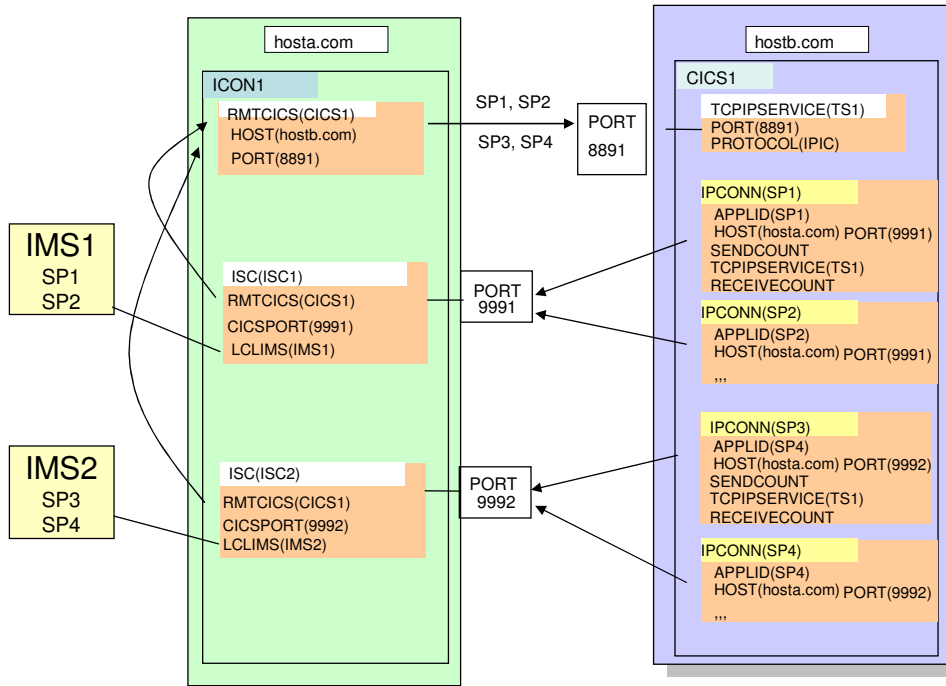 hosta.com
ICON1
RMTCICS(CICS1)
HOST(hostb.com)
PORT(8891)
SP1, SP2
SP3, SP4
PORT
8891
hostb.com
CICS1
TCPIPSERVICE(TS1)
PORT(8891)
PROTOCOL(IPIC)
IMS1
SP1
SP2
ISC(ISC1)
RMTCICS(CICS1)
CICSPORT(9991)
LCLIMS(IMS1)
PORT
9991
IPCONN(SP1)
APPLID(SP1)
HOST(hosta.com) PORT(9991)
SENDCOUNT
TCPIPSERVICE(TS1)
RECEIVECOUNT
IPCONN(SP2)
APPLID(SP2)
HOST(hosta.com) PORT(9991)
,,,
IMS2
SP3
SP4
ISC(ISC2)
RMTCICS(CICS1)
CICSPORT(9992)
LCLIMS(IMS2)
PORT
9992
IPCONN(SP3)
APPLID(SP4)
HOST(hosta.com) PORT(9992)
SENDCOUNT
TCPIPSERVICE(TS1)
RECEIVECOUNT
IPCONN(SP4)
APPLID(SP4)
HOST(hosta.com) PORT(9992)
,,,